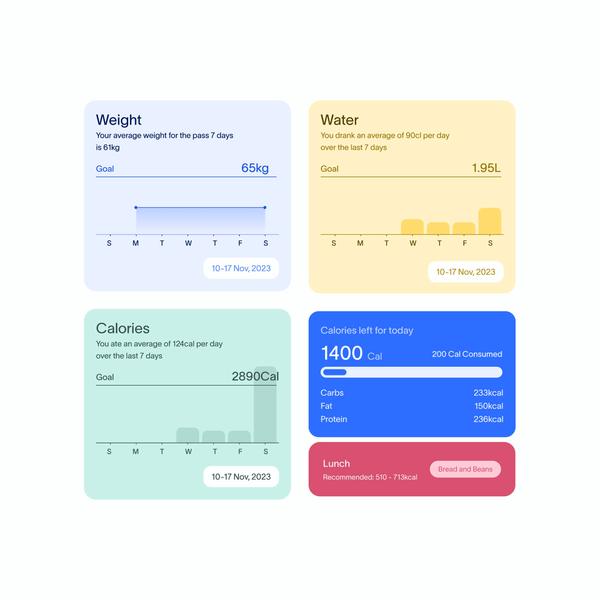 Weight
Your average weight for the pass 7 days
is 61kg
Goal 65kg
S M T W T F S
10-17 Nov, 2023
Water
You drank an average of 90cl per day
over the last 7 days
Goal 1.95L
S M T W T F S
10-17 Nov, 2023
Calories
You ate an average of 124cal per day
over the last 7 days
Goal 2890Cal
S M T W T F S
10-17 Nov, 2023
Calories left for today
1400 Cal 200 Cal Consumed
Carbs 233kcal
Fat 150kcal
Protein 236kcal
Lunch
Recommended: 510 - 713kcal
Bread and Beans